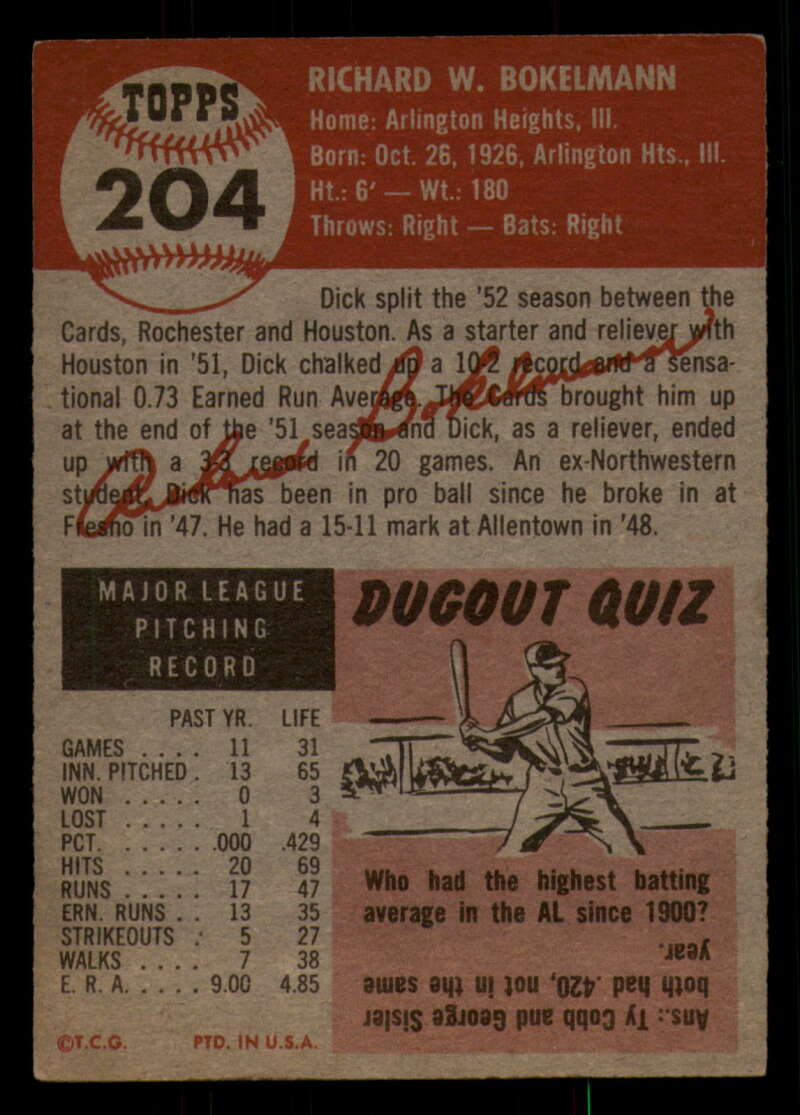 TOPPS
204
RICHARD W. BOKELMANN
Home: Arlington Heights, Ill.
Born: Oct. 26, 1926, Arlington Hts., Ill.
Ht.: 6' — Wt.: 180
Throws: Right — Bats: Right
Dick split the '52 season between the
Cards, Rochester and Houston. As a starter and reliever with
Houston in '51, Dick chalked up a 10-2 record and a sensa-
tional 0.73 Earned Run Average. The Cards brought him up
at the end of the '51 season and Dick, as a reliever, ended
up with a 3-3 record in 20 games. An ex-Northwestern
student, Dick has been in pro ball since he broke in at
Fresno in '47. He had a 15-11 mark at Allentown in '48.
Dick Bokelmann
MAJOR LEAGUE
PITCHING
RECORD
PAST YR. LIFE
GAMES . . . . 11 31
INN. PITCHED . 13 65
WON . . . . . 0 3
LOST . . . . . 1 4
PCT. . . . . . . .000 .429
HITS . . . . . 20 69
RUNS . . . . . 17 47
ERN. RUNS . . 13 35
STRIKEOUTS . 5 27
WALKS . . . . 7 38
E. R. A. . . . . . 9.00 4.85
©T.C.G. PTD. IN U.S.A.
DUGOUT QUIZ
Who had the highest batting
average in the AL since 1900?
Ans.: Ty Cobb and George Sisler
both had .420, not in the same
year.